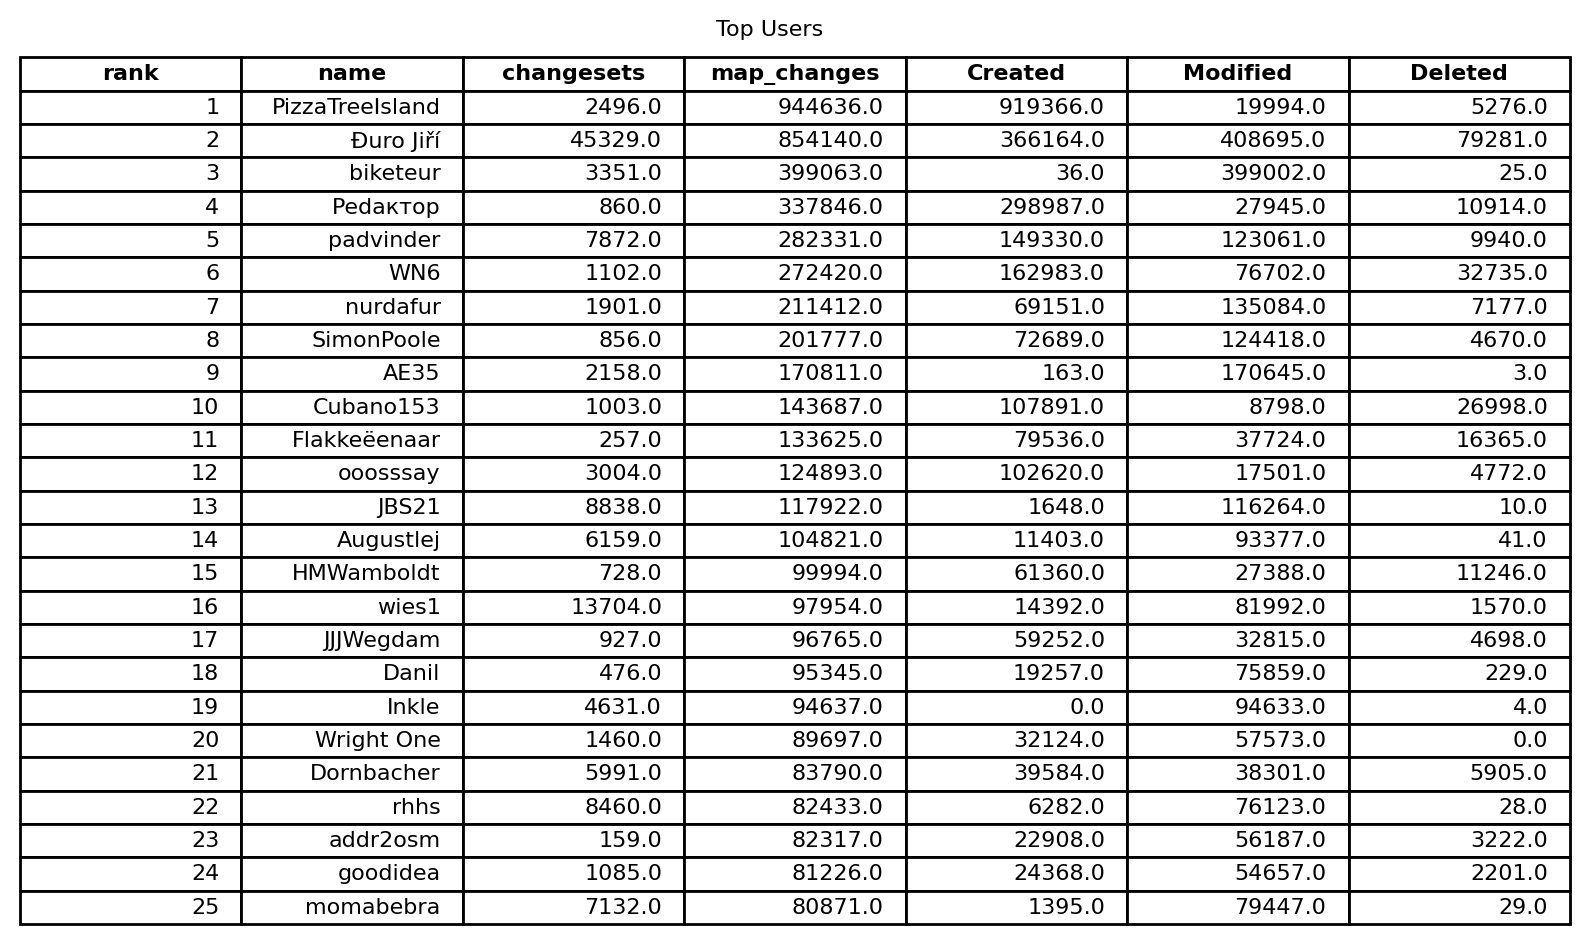 Top Users
rank name changesets map_changes Created Modified Deleted
1 PizzaTreeIsland 2496.0 944636.0 919366.0 19994.0 5276.0
2 Đuro Jiří 45329.0 854140.0 366164.0 408695.0 79281.0
3 biketeur 3351.0 399063.0 36.0 399002.0 25.0
4 Редактор 860.0 337846.0 298987.0 27945.0 10914.0
5 padvinder 7872.0 282331.0 149330.0 123061.0 9940.0
6 WN6 1102.0 272420.0 162983.0 76702.0 32735.0
7 nurdafur 1901.0 211412.0 69151.0 135084.0 7177.0
8 SimonPoole 856.0 201777.0 72689.0 124418.0 4670.0
9 AE35 2158.0 170811.0 163.0 170645.0 3.0
10 Cubano153 1003.0 143687.0 107891.0 8798.0 26998.0
11 Flakkeëenaar 257.0 133625.0 79536.0 37724.0 16365.0
12 ooosssay 3004.0 124893.0 102620.0 17501.0 4772.0
13 JBS21 8838.0 117922.0 1648.0 116264.0 10.0
14 Augustlej 6159.0 104821.0 11403.0 93377.0 41.0
15 HMWamboldt 728.0 99994.0 61360.0 27388.0 11246.0
16 wies1 13704.0 97954.0 14392.0 81992.0 1570.0
17 JJJWegdam 927.0 96765.0 59252.0 32815.0 4698.0
18 Danil 476.0 95345.0 19257.0 75859.0 229.0
19 Inkle 4631.0 94637.0 0.0 94633.0 4.0
20 Wright One 1460.0 89697.0 32124.0 57573.0 0.0
21 Dornbacher 5991.0 83790.0 39584.0 38301.0 5905.0
22 rhhs 8460.0 82433.0 6282.0 76123.0 28.0
23 addr2osm 159.0 82317.0 22908.0 56187.0 3222.0
24 goodidea 1085.0 81226.0 24368.0 54657.0 2201.0
25 momabebra 7132.0 80871.0 1395.0 79447.0 29.0